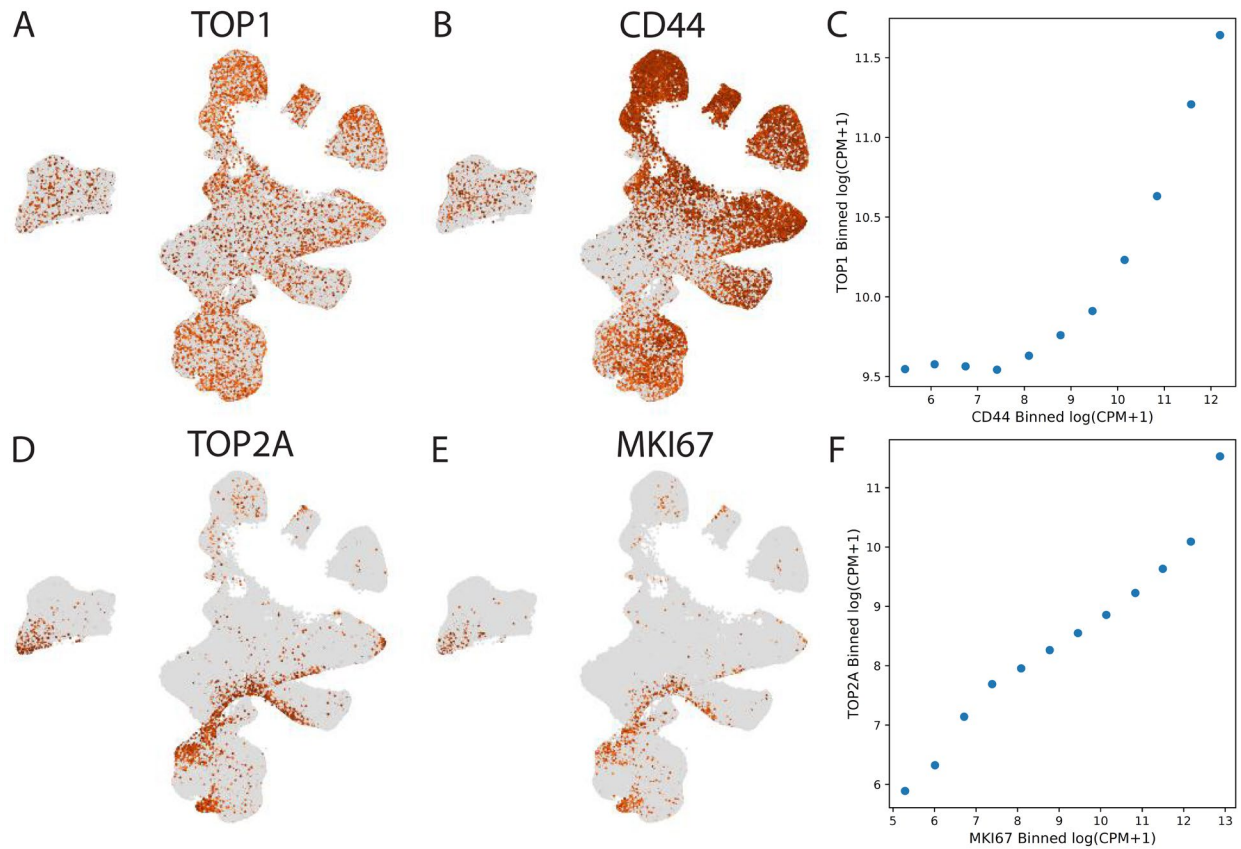 A TOP1
B CD44
C
TOP1 Binned log(CPM+1)
11.5
11.0
10.5
10.0
9.5
6 7 8 9 10 11 12
CD44 Binned log(CPM+1)
D TOP2A
E MKI67
F
TOP2A Binned log(CPM+1)
11
10
9
8
7
6
5 6 7 8 9 10 11 12 13
MKI67 Binned log(CPM+1)